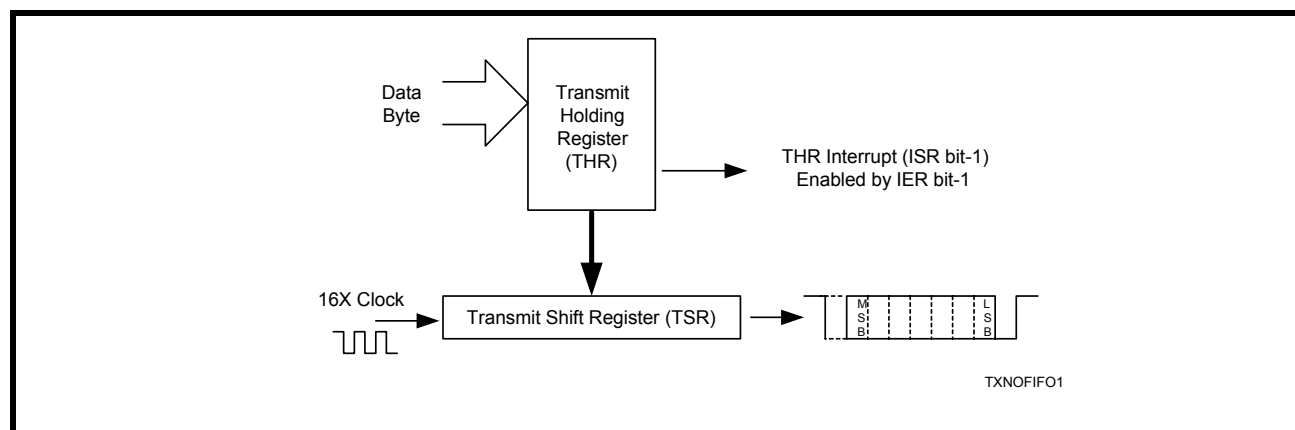 Data
Byte
Transmit
Holding
Register
(THR)
THR Interrupt (ISR bit-1)
Enabled by IER bit-1
16X Clock
Transmit Shift Register (TSR)
M
S
B
L
S
B
TXNOFIFO1